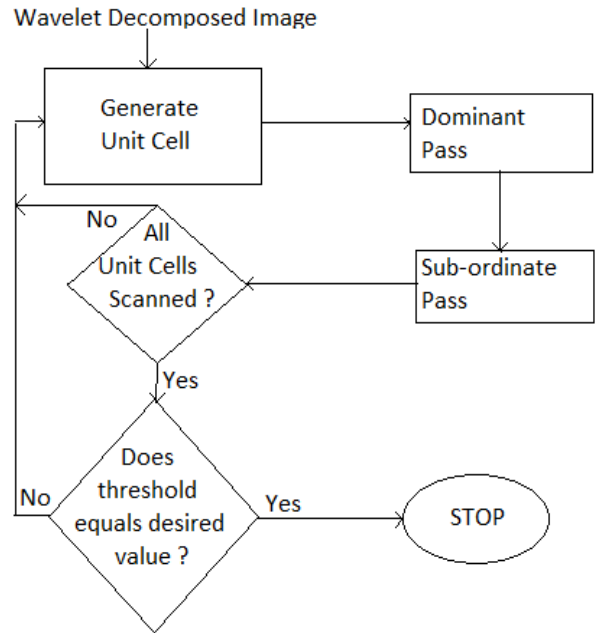 Wavelet Decomposed Image
Generate
Unit Cell
Dominant
Pass
Sub-ordinate
Pass
No
All
Unit Cells
Scanned ?
Yes
Does
threshold
equals desired
value ?
No
Yes
STOP